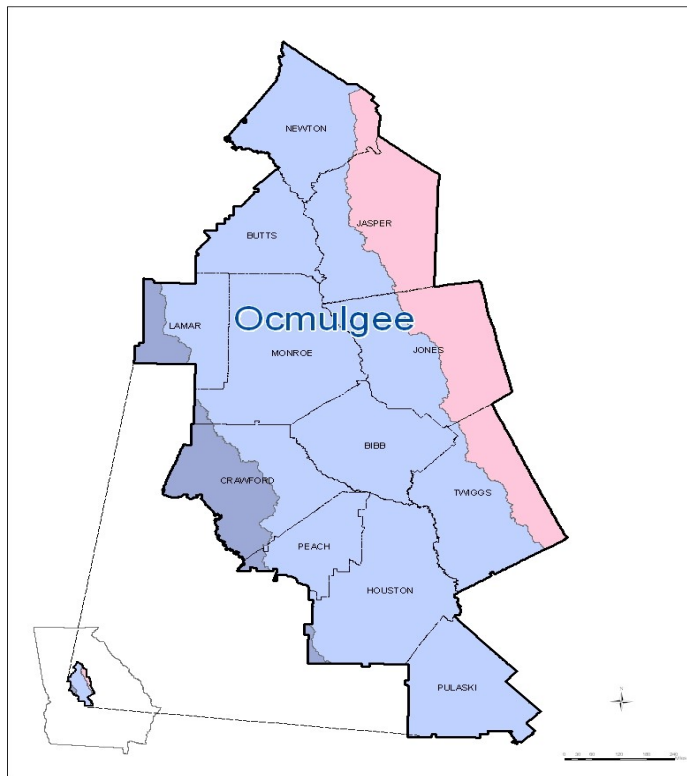 NEWTON
JASPER
BUTTS
Ocmulgee
LAMAR
MONROE
JONES
BIBB
CRAWFORD
TWIGGS
PEACH
HOUSTON
PULASKI